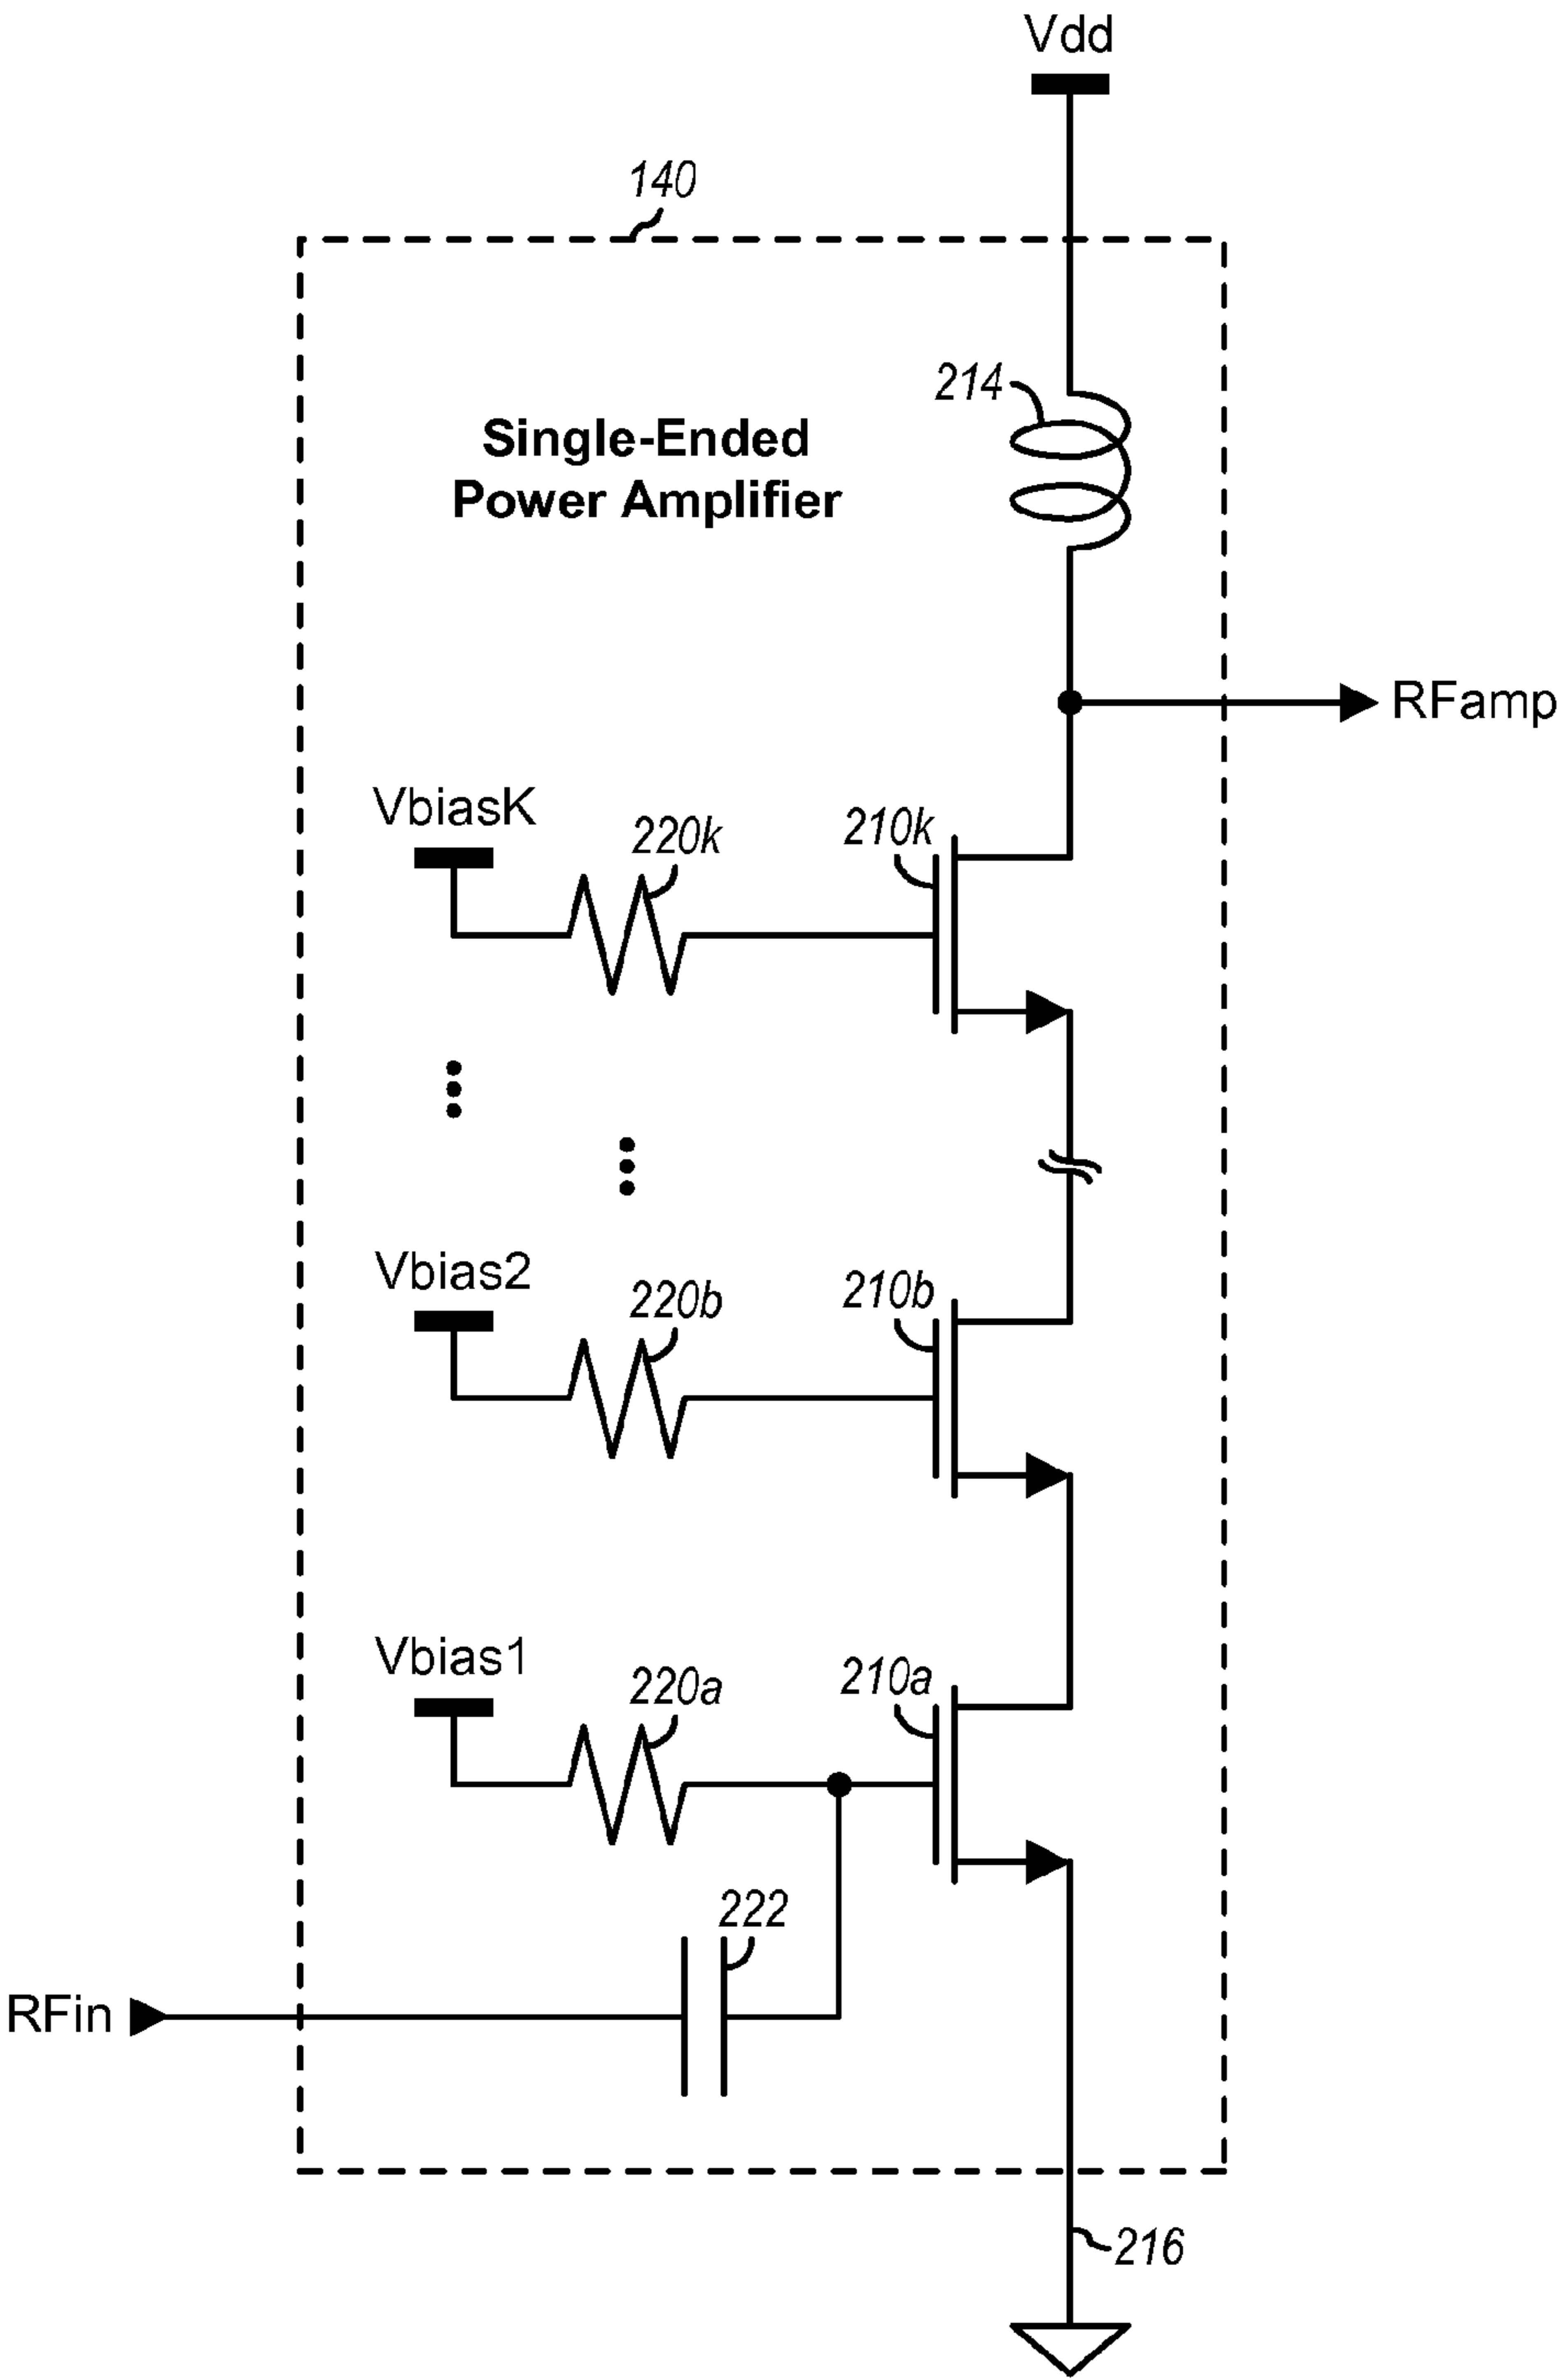 Vdd
140
214
Single-Ended
Power Amplifier
RFamp
VbiasK
220k
210k
Vbias2
220b
210b
Vbias1
220a
210a
222
RFin
216